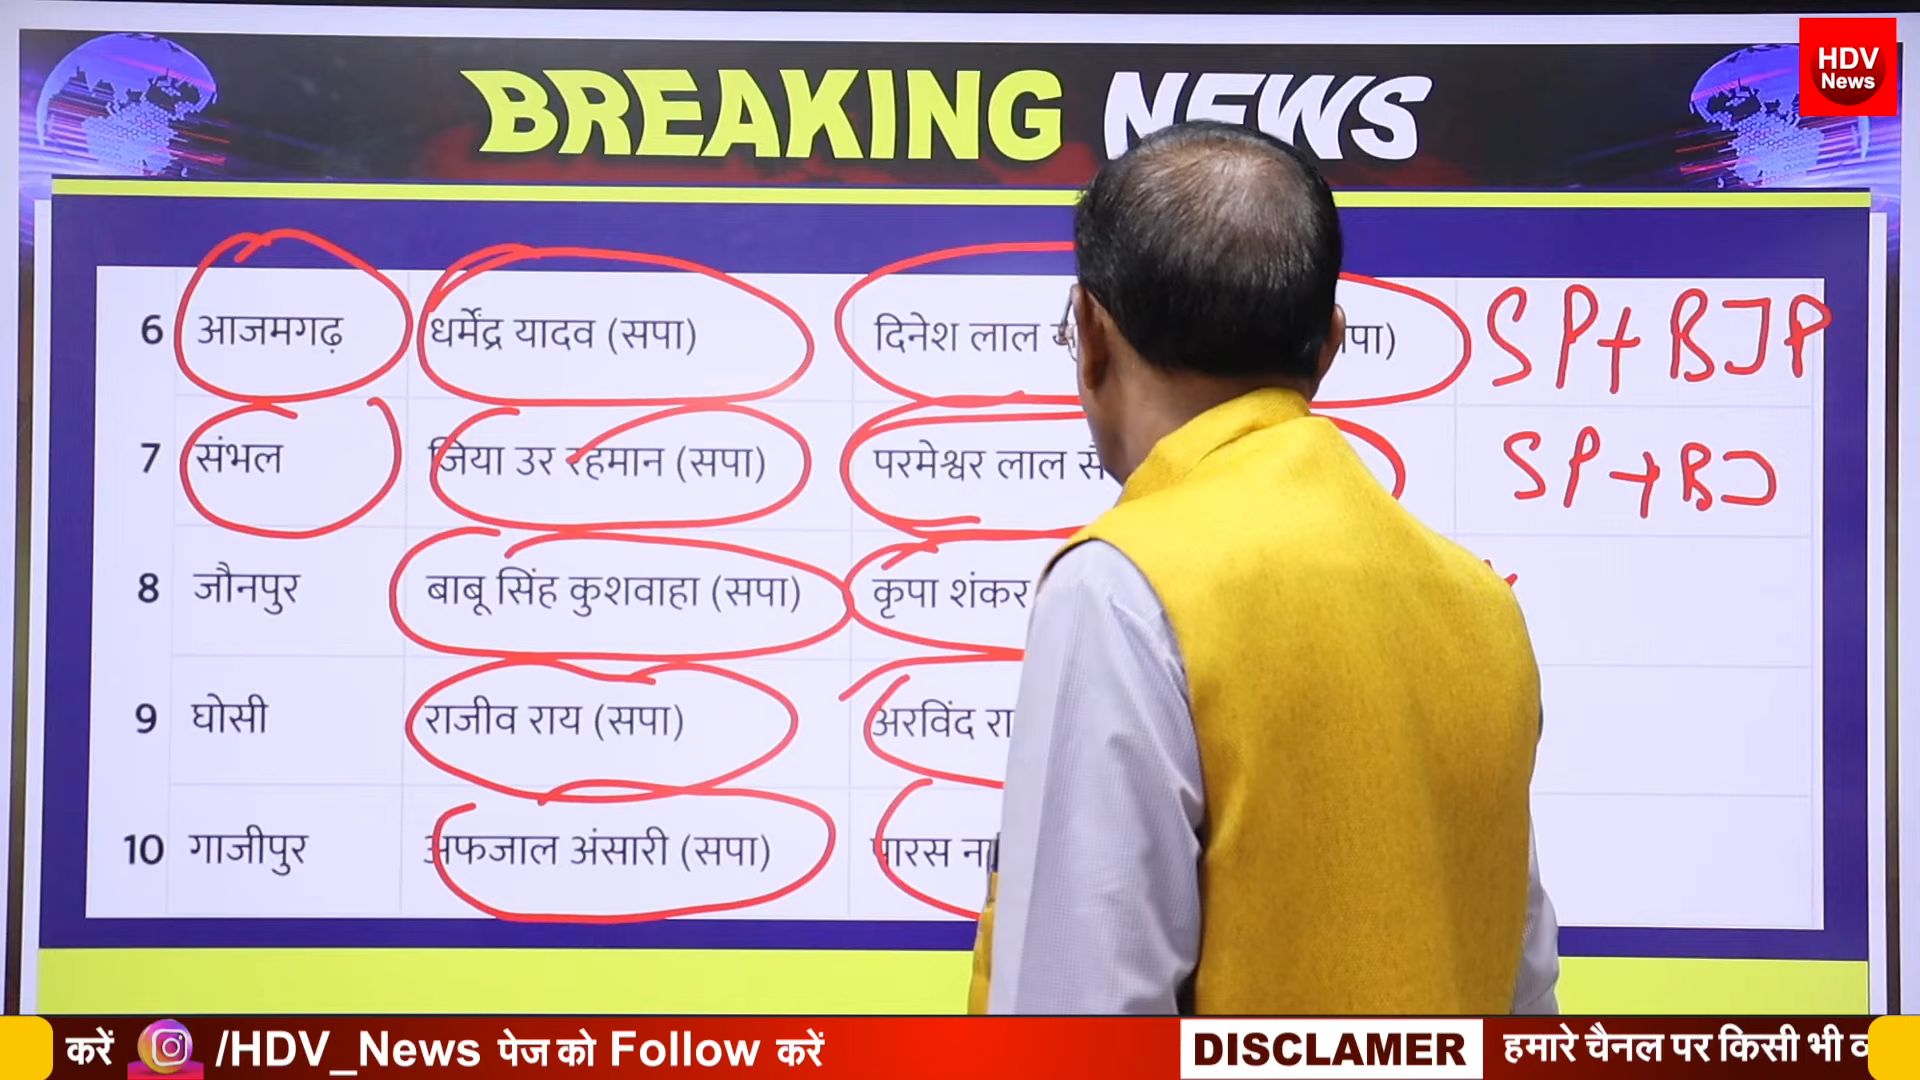 HDV
News
BREAKING NEWS
6 आजमगढ़ धर्मेंद्र यादव (सपा) दिनेश लाल SP+BJP
7 संभल जिया उर रहमान (सपा) परमेश्वर लाल SP+BJ
8 जौनपुर बाबू सिंह कुशवाहा (सपा) कृपा शंकर
9 घोसी राजीव राय (सपा) अरविंद
10 गाजीपुर अफजाल अंसारी (सपा) पारस
करें /HDV_News पेज को Follow करें DISCLAMER हमारे चैनल पर किसी भी